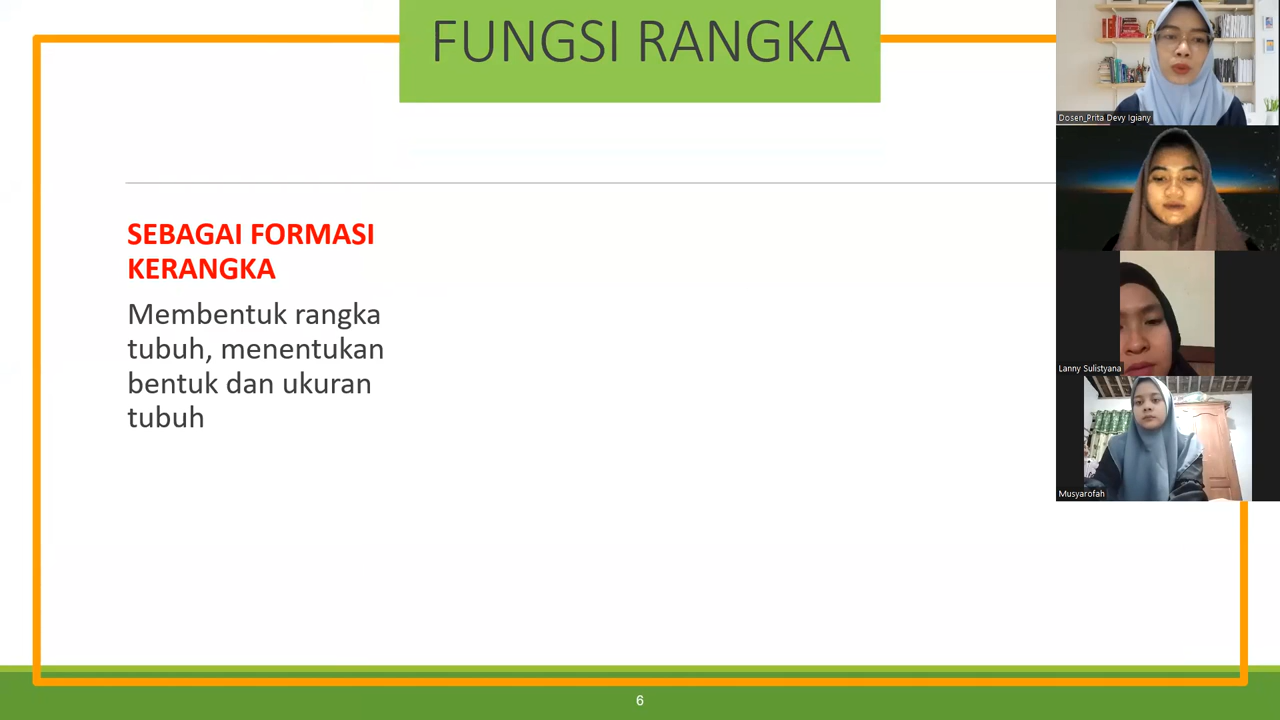 FUNGSI RANGKA
SEBAGAI FORMASI
KERANGKA
Membentuk rangka
tubuh, menentukan
bentuk dan ukuran
tubuh
6
Dosen_Prita Devy Igiany
Lanny Sulistyana
Musyarofah